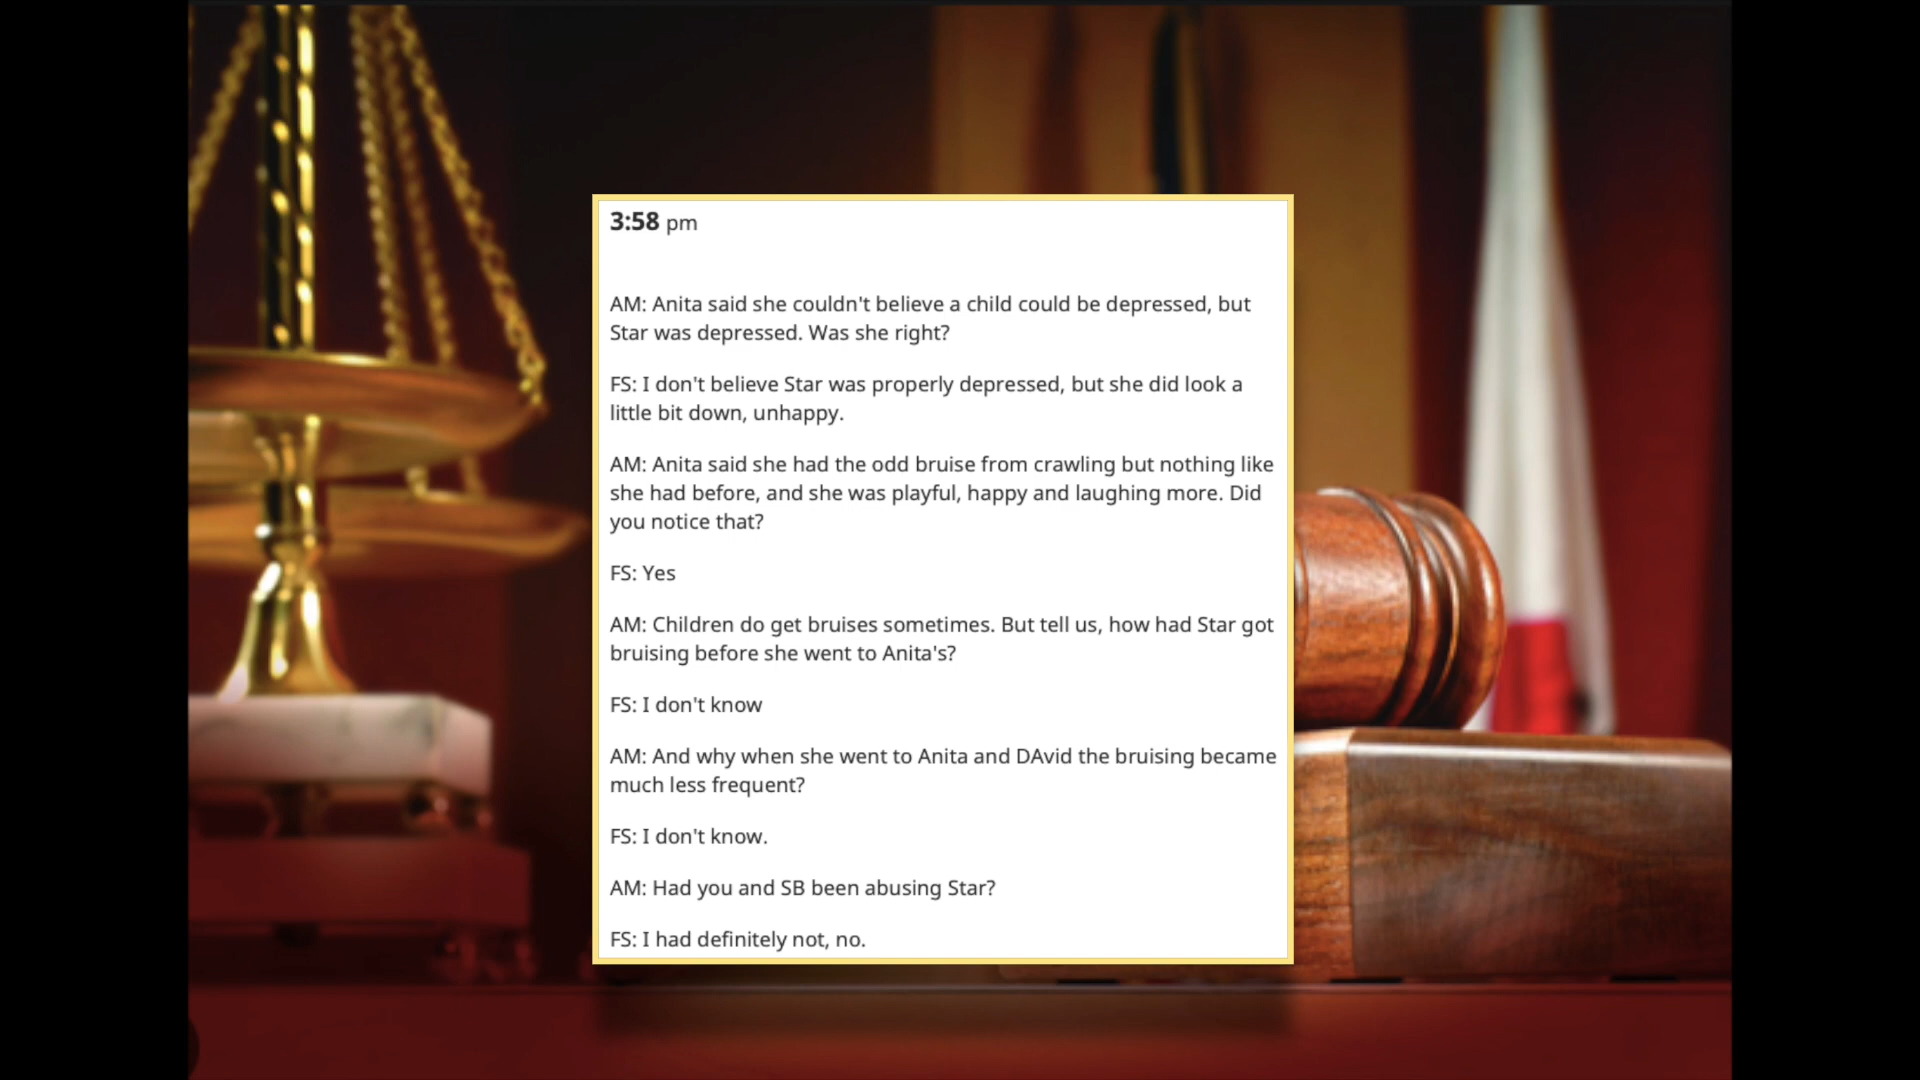 3:58 pm
AM: Anita said she couldn't believe a child could be depressed, but
Star was depressed. Was she right?
FS: I don't believe Star was properly depressed, but she did look a
little bit down, unhappy.
AM: Anita said she had the odd bruise from crawling but nothing like
she had before, and she was playful, happy and laughing more. Did
you notice that?
FS: Yes
AM: Children do get bruises sometimes. But tell us, how had Star got
bruising before she went to Anita's?
FS: I don't know
AM: And why when she went to Anita and DAvid the bruising became
much less frequent?
FS: I don't know.
AM: Had you and SB been abusing Star?
FS: I had definitely not, no.